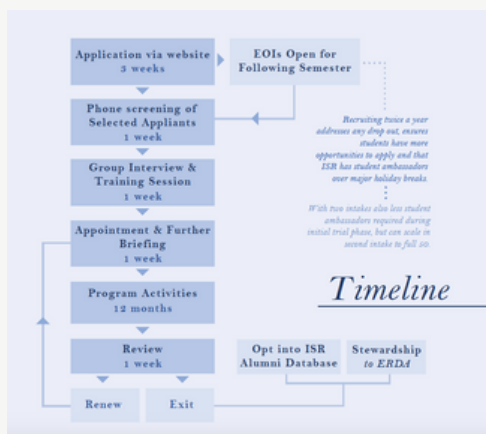 Application via website
3 weeks
EOIs Open for
Following Semester
Phone screening of
Selected Appliants
1 week
Recruiting twice a year
addresses any drop out, ensures
students have more
opportunities to apply and that
ISR has student ambassadors
over major holiday breaks.
Group Interview &
Training Session
1 week
With two intakes also less student
ambassadors required during
initial trial phase, but can scale in
second intake to full 50.
Appointment & Further
Briefing
1 week
Timeline
Program Activities
12 months
Review
1 week
Opt into ISR
Alumni Database
Stewardship
to ERDA
Renew
Exit